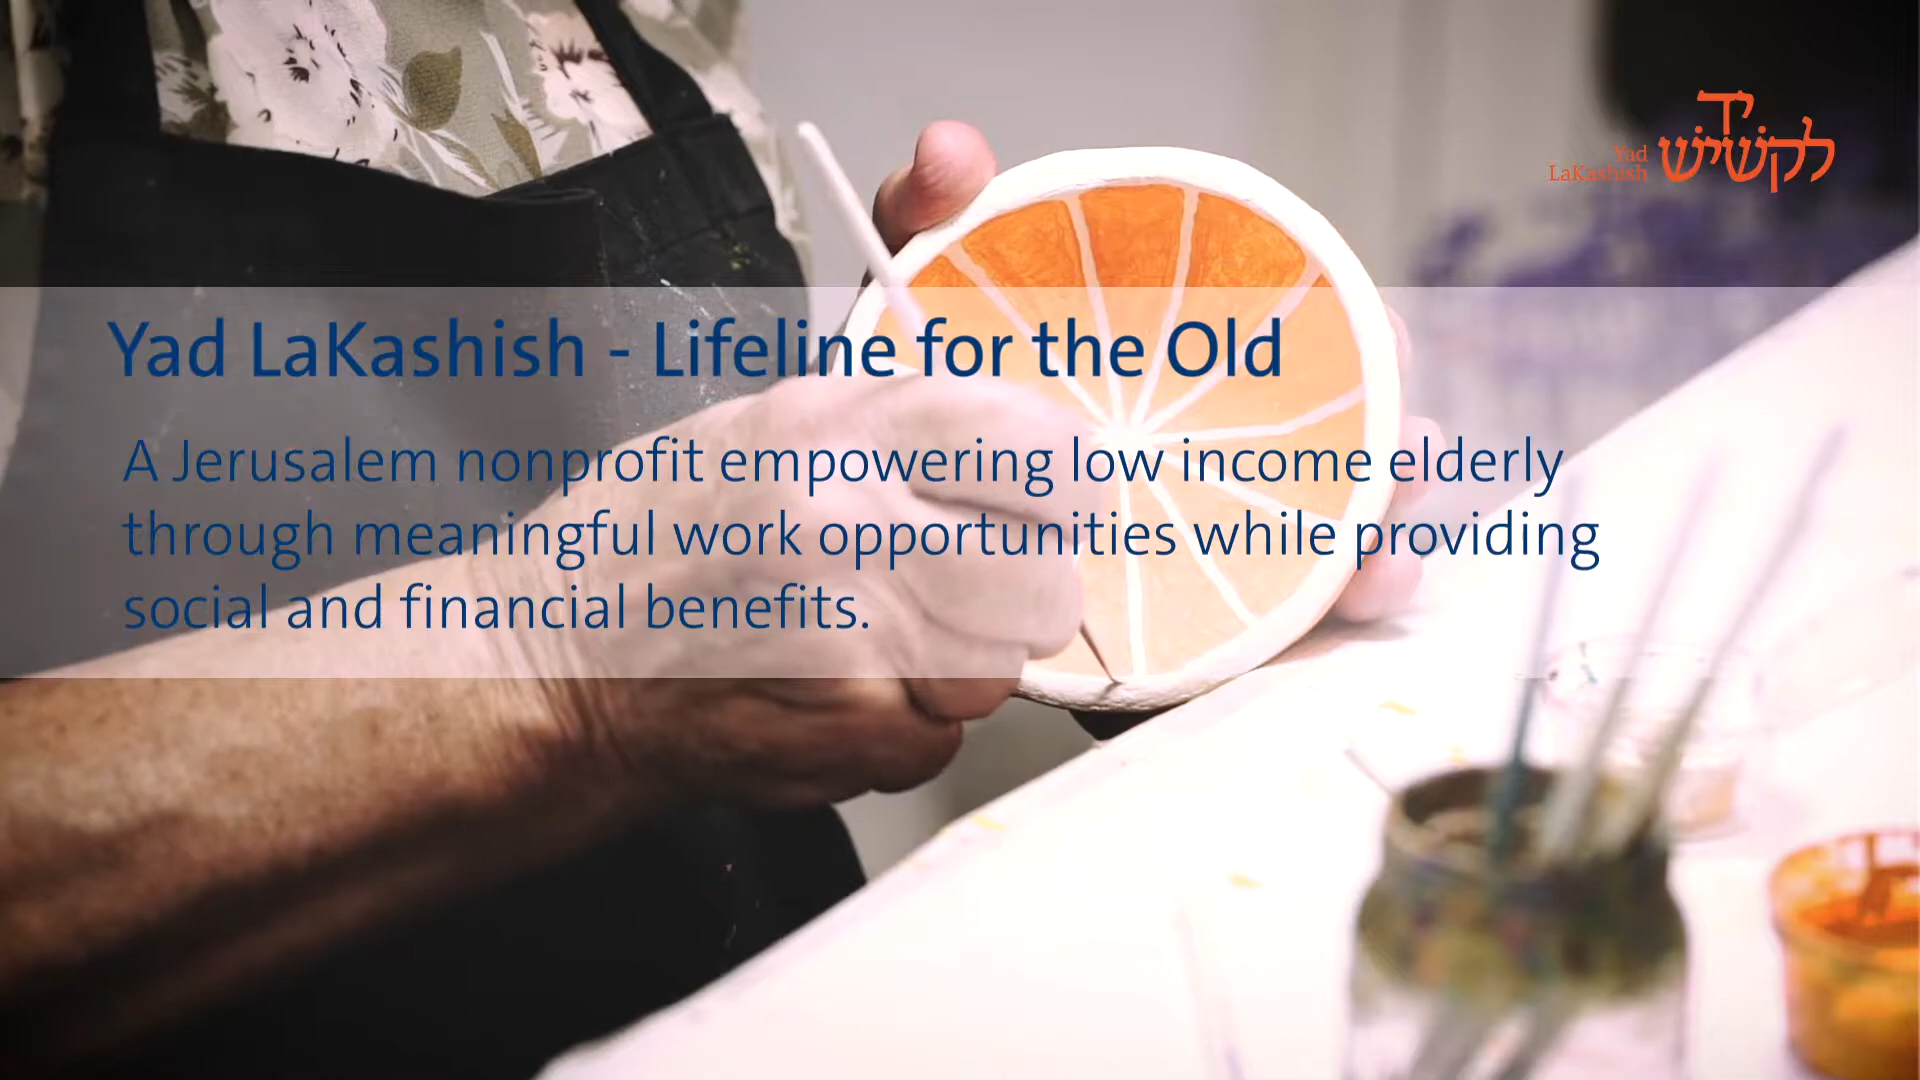 יד
לקשיש
Yad
LaKashish
Yad LaKashish - Lifeline for the Old
A Jerusalem nonprofit empowering low income elderly
through meaningful work opportunities while providing
social and financial benefits.